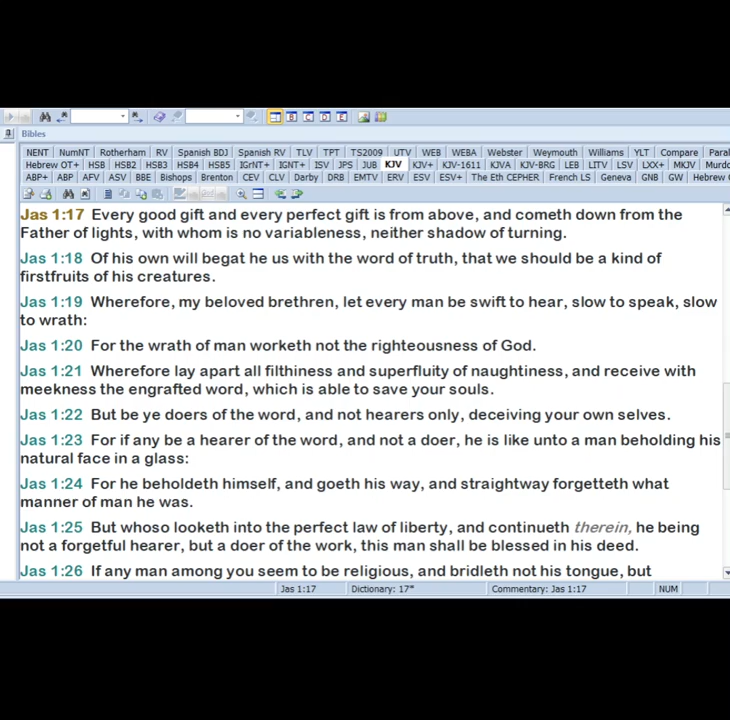 Bibles
NENT NumNT Rotherham RV Spanish BDJ Spanish RV TLV TPT TS2009 UTV WEB WEBA Webster Weymouth Williams YLT Compare Paral
Hebrew OT+ HSB HSB2 HSB3 HSB4 HSB5 IGrNT+ IGNT+ ISV JPS JUB KJV KJV+ KJV-1611 KJVA KJV-BRG LEB LITV LSV LXX+ MKJV Murdo
ABP+ ABP AFV ASV BBE Bishops Brenton CEV CLV Darby DRB EMTV ERV ESV ESV+ The Eth CEPHER French LS Geneva GNB GW Hebrew
Jas 1:17 Every good gift and every perfect gift is from above, and cometh down from the
Father of lights, with whom is no variableness, neither shadow of turning.
Jas 1:18 Of his own will begat he us with the word of truth, that we should be a kind of
firstfruits of his creatures.
Jas 1:19 Wherefore, my beloved brethren, let every man be swift to hear, slow to speak, slow
to wrath:
Jas 1:20 For the wrath of man worketh not the righteousness of God.
Jas 1:21 Wherefore lay apart all filthiness and superfluity of naughtiness, and receive with
meekness the engrafted word, which is able to save your souls.
Jas 1:22 But be ye doers of the word, and not hearers only, deceiving your own selves.
Jas 1:23 For if any be a hearer of the word, and not a doer, he is like unto a man beholding his
natural face in a glass:
Jas 1:24 For he beholdeth himself, and goeth his way, and straightway forgetteth what
manner of man he was.
Jas 1:25 But whoso looketh into the perfect law of liberty, and continueth therein, he being
not a forgetful hearer, but a doer of the work, this man shall be blessed in his deed.
Jas 1:26 If any man among you seem to be religious, and bridleth not his tongue, but
Jas 1:17 Dictionary: 17* Commentary: Jas 1:17 NUM